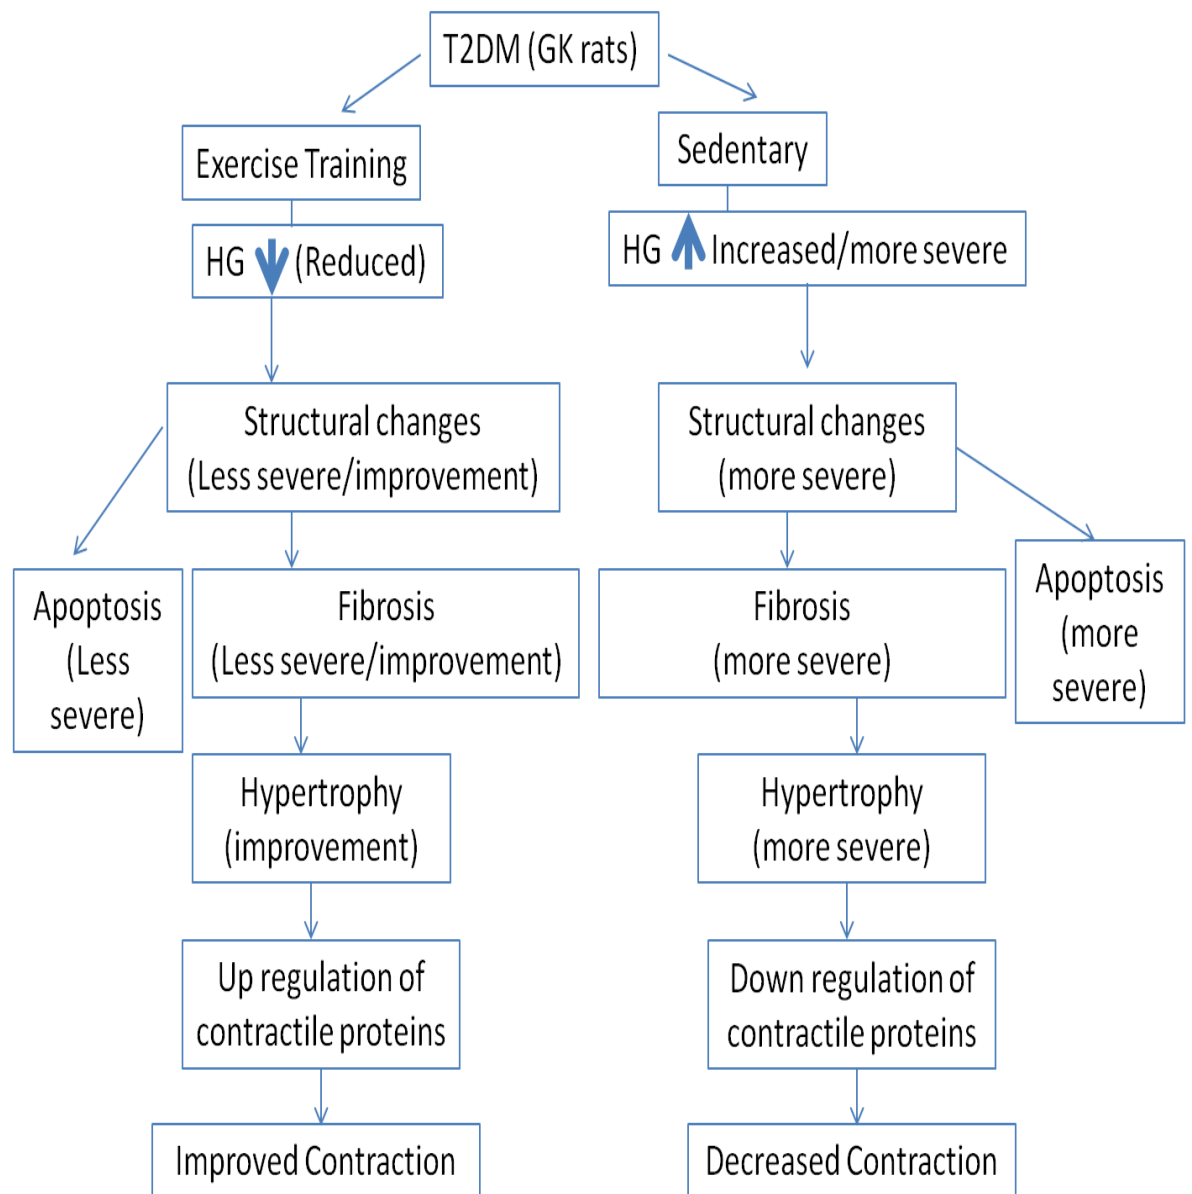 T2DM (GK rats)
Exercise Training
Sedentary
HG (Reduced)
HG Increased/more severe
Structural changes
(Less severe/improvement)
Structural changes
(more severe)
Apoptosis
(Less
severe)
Fibrosis
(Less severe/improvement)
Fibrosis
(more severe)
Apoptosis
(more
severe)
Hypertrophy
(improvement)
Hypertrophy
(more severe)
Up regulation of
contractile proteins
Down regulation of
contractile proteins
Improved Contraction
Decreased Contraction